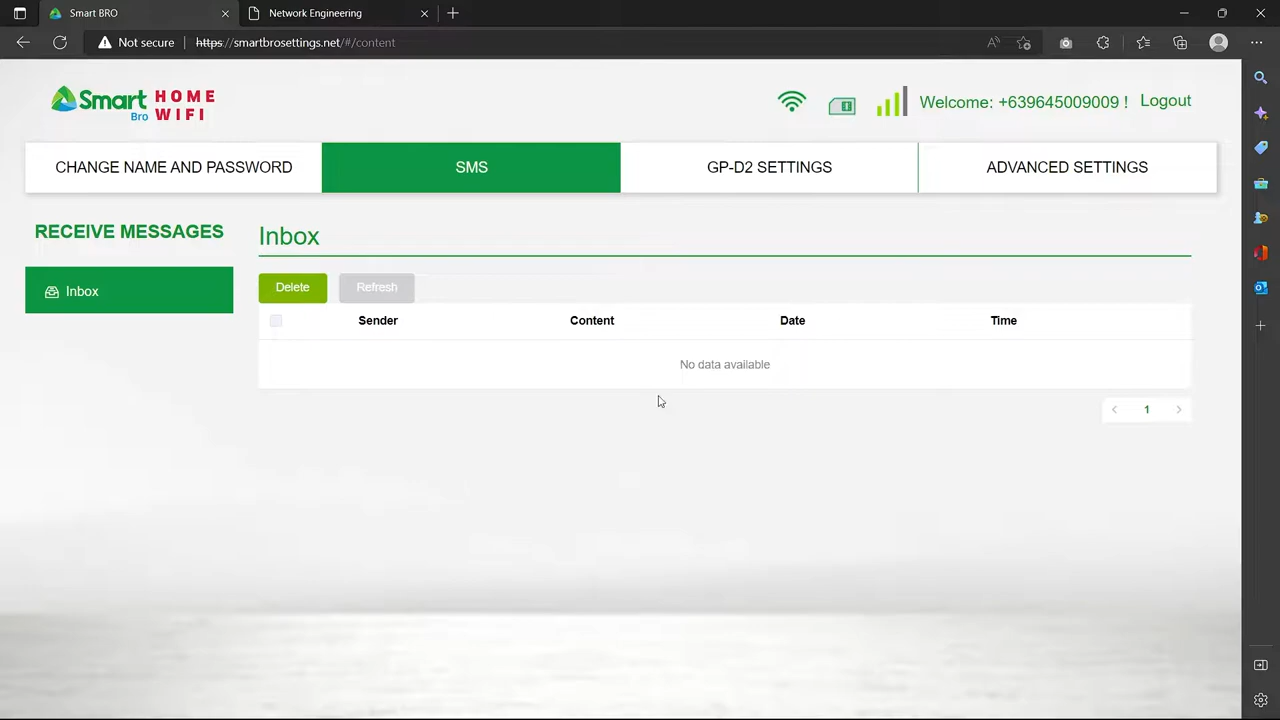 Smart BRO
Network Engineering
Not secure
https://smartbrosettings.net/#/content
Smart
Bro
HOME
WIFI
Welcome: +639645009009 !
Logout
CHANGE NAME AND PASSWORD
SMS
GP-D2 SETTINGS
ADVANCED SETTINGS
RECEIVE MESSAGES
Inbox
Inbox
Delete
Refresh
Sender
Content
Date
Time
No data available
1